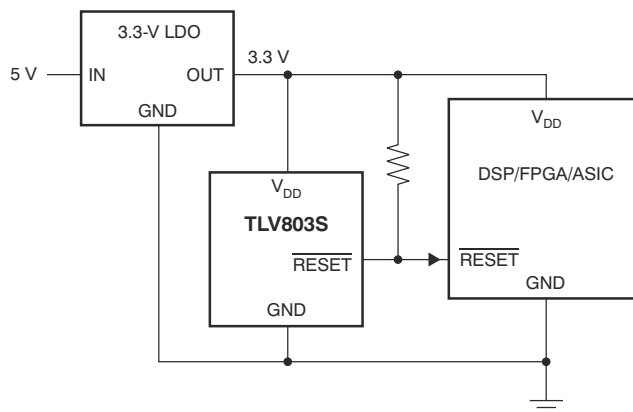 3.3-V LDO
3.3 V
5 V
IN
OUT
GND
V_DD
DSP/FPGA/ASIC
V_DD
TLV803S
RESET
RESET
GND
GND